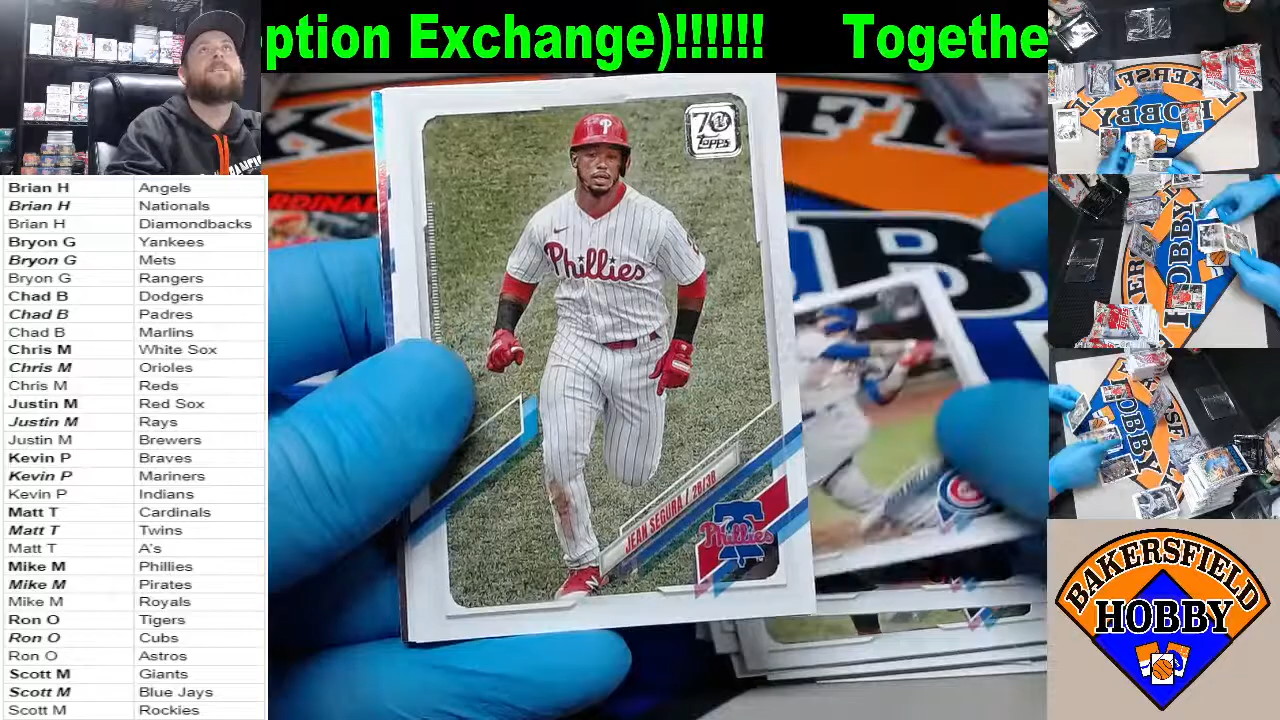 ption Exchange)!!!!!! Togethe
Brian H Angels
Brian H Nationals
Brian H Diamondbacks
Bryon G Yankees
Bryon G Mets
Bryon G Rangers
Chad B Dodgers
Chad B Padres
Chad B Marlins
Chris M White Sox
Chris M Orioles
Chris M Reds
Justin M Red Sox
Justin M Rays
Justin M Brewers
Kevin P Braves
Kevin P Mariners
Kevin P Indians
Matt T Cardinals
Matt T Twins
Matt T A's
Mike M Phillies
Mike M Pirates
Mike M Royals
Ron O Tigers
Ron O Cubs
Ron O Astros
Scott M Giants
Scott M Blue Jays
Scott M Rockies
70
Topps
P
Phillies
JEAN SEGURA / 2B/3B
Phillies
BAKERSFIELD
HOBBY